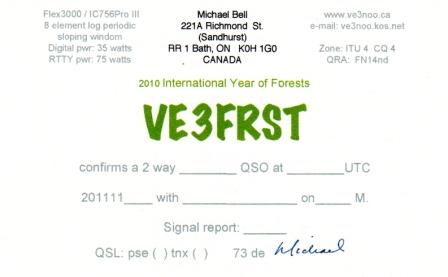 Flex3000 / IC756Pro III
8 element log periodic
sloping windom
Digital pwr: 35 watts
RTTY pwr: 75 watts
Michael Bell
221A Richmond St.
(Sandhurst)
RR 1 Bath, ON K0H 1G0
CANADA
www.ve3noo.ca
e-mail: ve3noo.kos.net
Zone: ITU 4 CQ 4
QRA: FN14nd
2010 International Year of Forests
VE3FRST
confirms a 2 way ________ QSO at ________UTC
201111____ with ________________ on_____ M.
Signal report: ______
QSL: pse ( ) tnx ( ) 73 de Michael